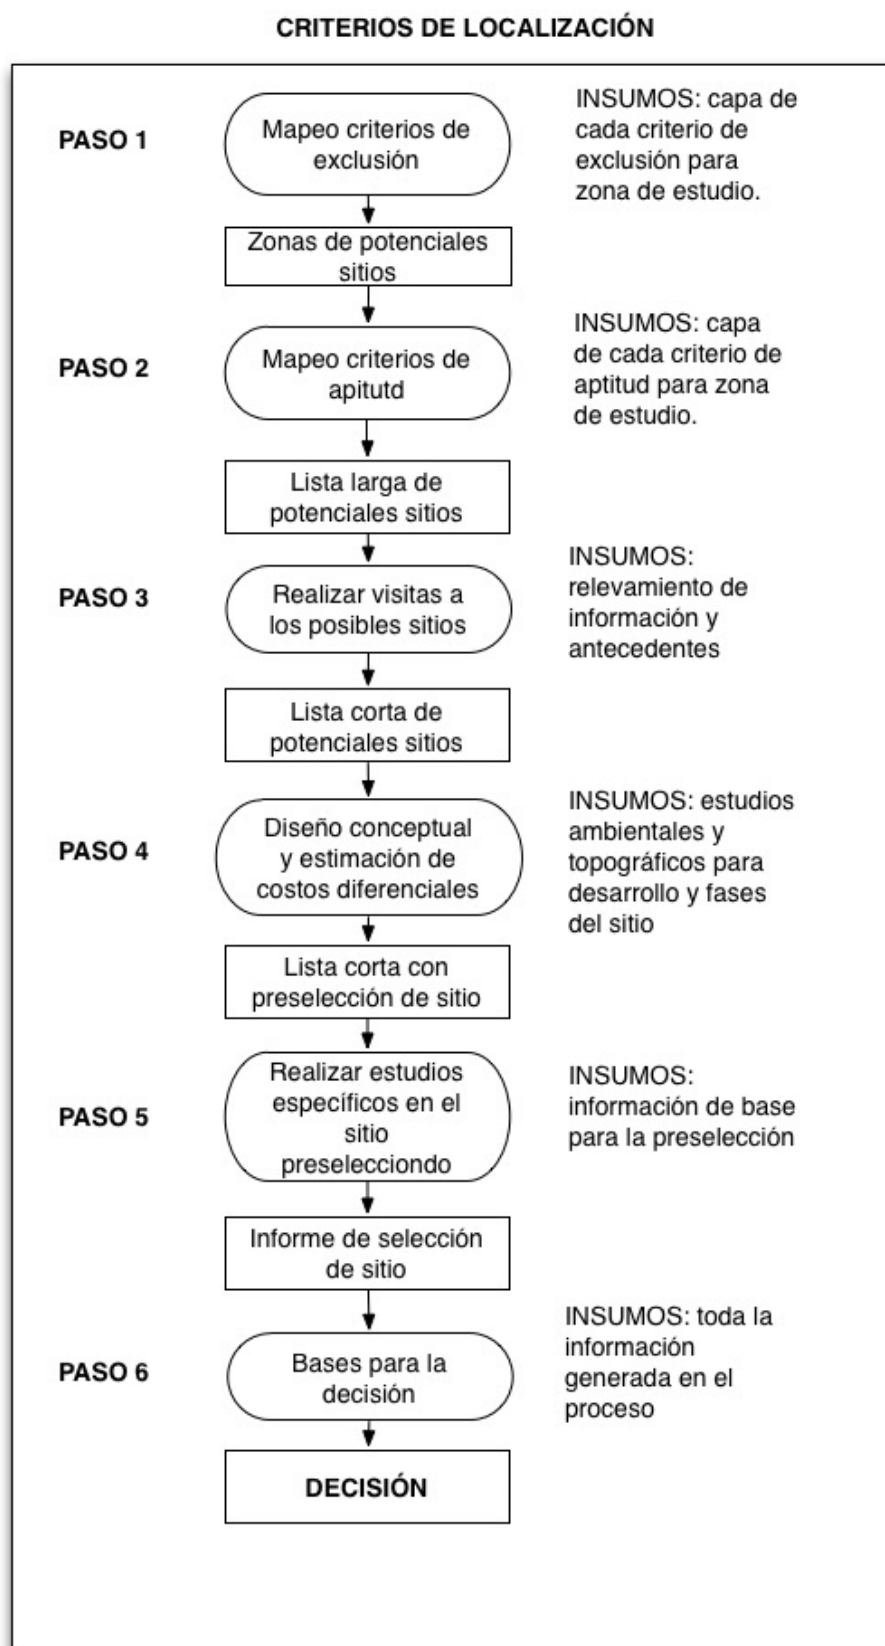 CRITERIOS DE LOCALIZACIÓN
PASO 1
Mapeo criterios de
exclusión
INSUMOS: capa de
cada criterio de
exclusión para
zona de estudio.
Zonas de potenciales
sitios
PASO 2
Mapeo criterios de
apitutd
INSUMOS: capa
de cada criterio de
aptitud para zona
de estudio.
Lista larga de
potenciales sitios
PASO 3
Realizar visitas a
los posibles sitios
INSUMOS:
relevamiento de
información y
antecedentes
Lista corta de
potenciales sitios
PASO 4
Diseño conceptual
y estimación de
costos diferenciales
INSUMOS: estudios
ambientales y
topográficos para
desarrollo y fases
del sitio
Lista corta con
preselección de sitio
PASO 5
Realizar estudios
específicos en el
sitio
preselecciondo
INSUMOS:
información de base
para la preselección
Informe de selección
de sitio
PASO 6
Bases para la
decisión
INSUMOS: toda la
información
generada en el
proceso
DECISIÓN